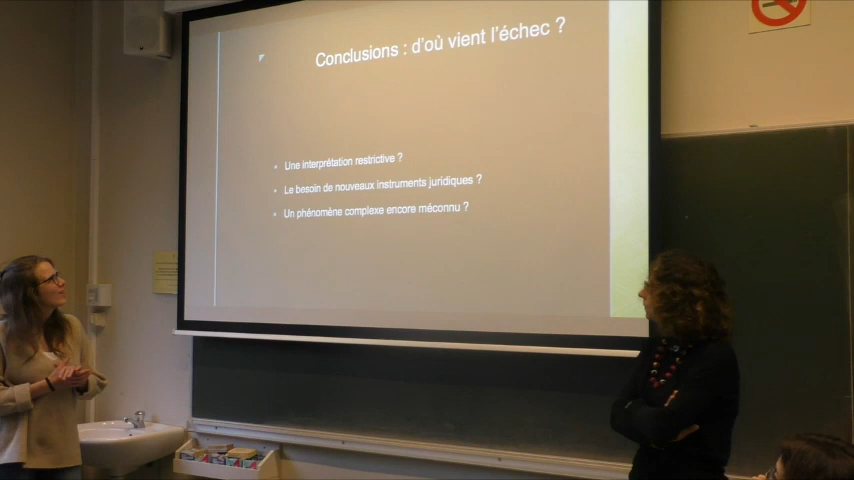 Conclusions : d'où vient l'échec ?
Une interprétation restrictive ?
Le besoin de nouveaux instruments juridiques ?
Un phénomène complexe encore méconnu ?